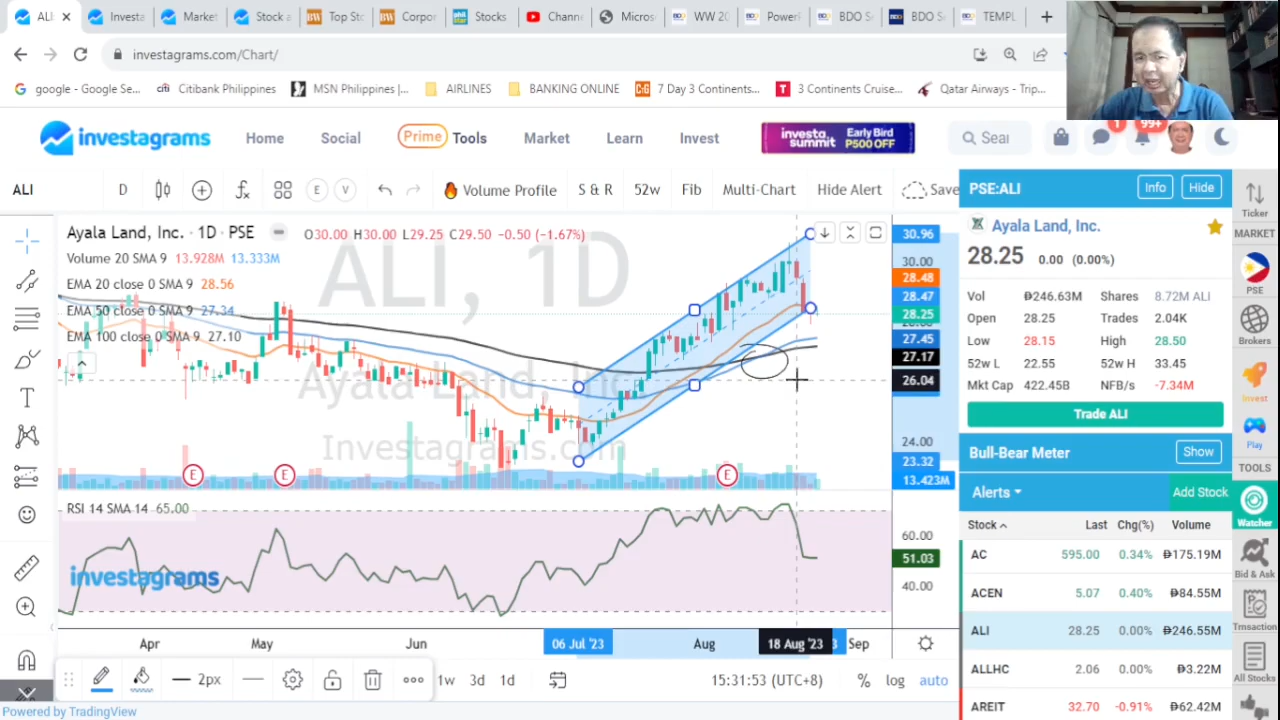 ALI
Investa
Market
Stock a
Top Sto
Corpor
Stocks
Chann
Micros
WW 20
Powerl
BDO S
BDO S
TEMPL
investagrams.com/Chart/
google - Google Se...
Citibank Philippines
MSN Philippines |...
AIRLINES
BANKING ONLINE
7 Day 3 Continents...
3 Continents Cruise...
Qatar Airways - Trip...
investagrams
Home
Social
Prime Tools
Market
Learn
Invest
investa summit
Early Bird
P500 OFF
Sear
1
99+
ALI
D
E
V
Volume Profile
S & R
52w
Fib
Multi-Chart
Hide Alert
Save
Ayala Land, Inc. · 1D · PSE
O30.00 H30.00 L29.25 C29.50 -0.50 (-1.67%)
Volume 20 SMA 9 13.928M 13.333M
EMA 20 close 0 SMA 9 28.56
EMA 50 close 0 SMA 9 27.34
EMA 100 close 0 SMA 9 27.10
ALI, 1D
Ayala Land, Inc.
Investagrams.com
30.96
30.00
28.48
28.47
28.25
27.45
27.17
26.04
24.00
23.32
13.423M
E
E
E
RSI 14 SMA 14 65.00
investagrams
60.00
51.03
40.00
Apr
May
Jun
06 Jul '23
Aug
18 Aug '23
3
Sep
2px
1w
3d
1d
15:31:53 (UTC+8)
%
log
auto
Powered by TradingView
PSE:ALI
Info
Hide
Ayala Land, Inc.
28.25 0.00 (0.00%)
Vol ₱246.63M Shares 8.72M ALI
Open 28.25 Trades 2.04K
Low 28.15 High 28.50
52w L 22.55 52w H 33.45
Mkt Cap 422.45B NFB/s -7.34M
Trade ALI
Bull-Bear Meter
Show
Alerts
Add Stock
Stock Last Chg(%) Volume
AC 595.00 0.34% ₱175.19M
ACEN 5.07 0.40% ₱84.55M
ALI 28.25 0.00% ₱246.55M
ALLHC 2.06 0.00% ₱3.22M
AREIT 32.70 -0.91% ₱62.42M
Ticker
MARKET
PSE
Brokers
Invest
Play
TOOLS
Watcher
Bid & Ask
Trnsaction
All Stocks